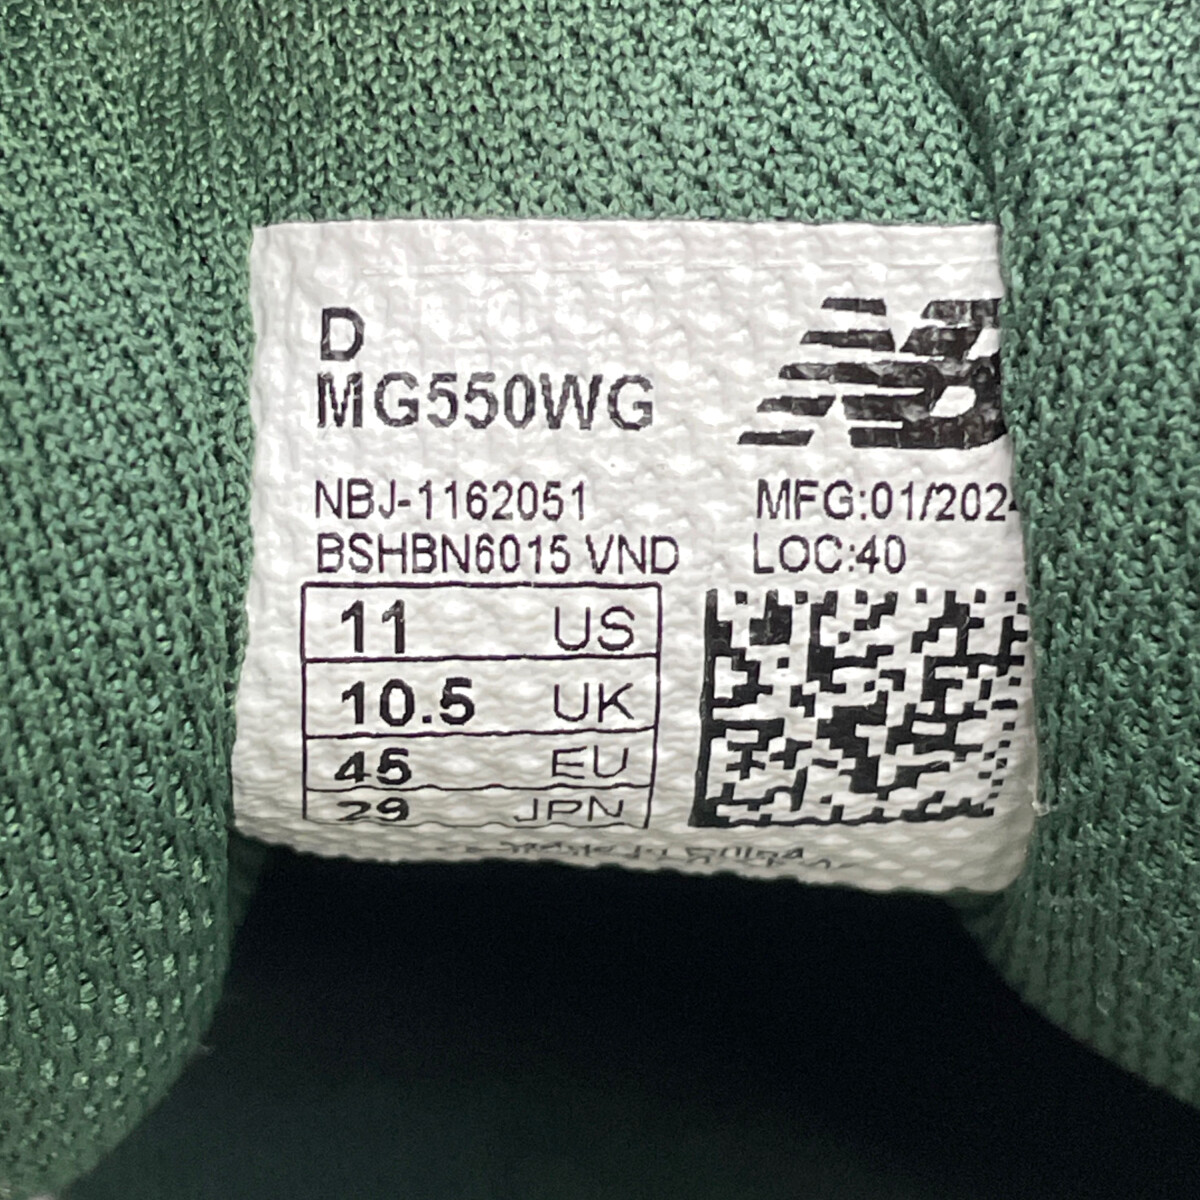 D
MG550WG
NBJ-1162051
MFG:01/202
BSHBN6015 VND
LOC:40
11 US
10.5 UK
45 EU
29 JPN